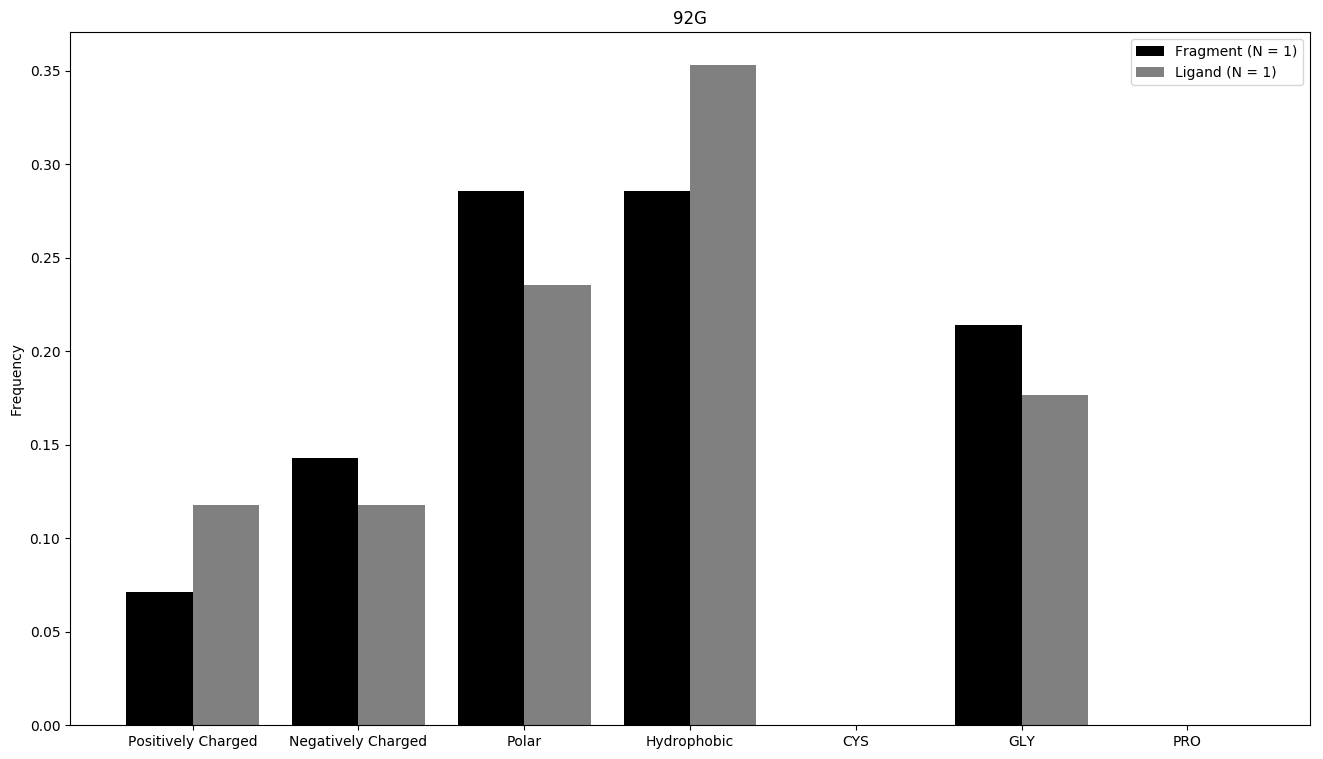 92G
Fragment (N = 1)
Ligand (N = 1)
Frequency
0.35
0.30
0.25
0.20
0.15
0.10
0.05
0.00
Positively Charged
Negatively Charged
Polar
Hydrophobic
CYS
GLY
PRO